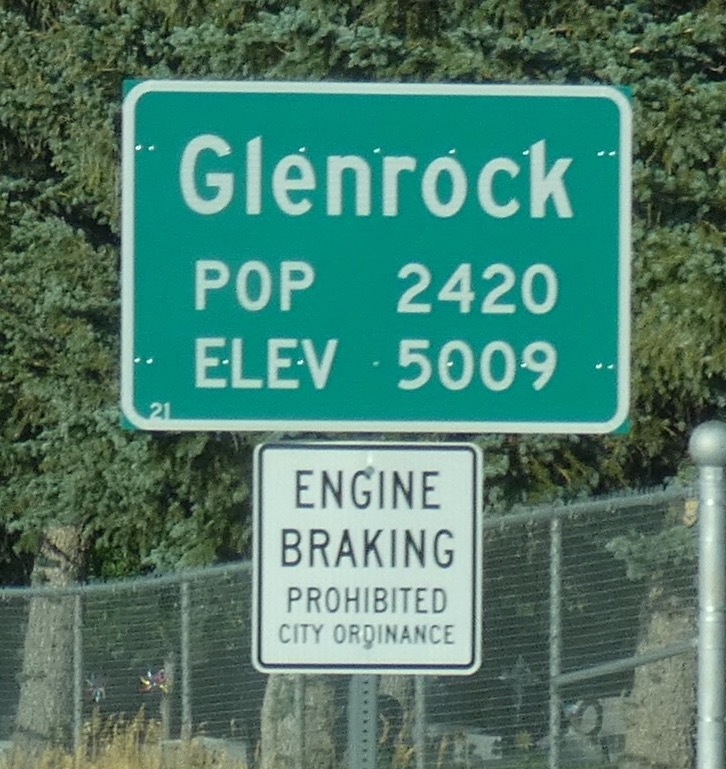 Glenrock
POP 2420
ELEV 5009
21
ENGINE
BRAKING
PROHIBITED
CITY ORDINANCE